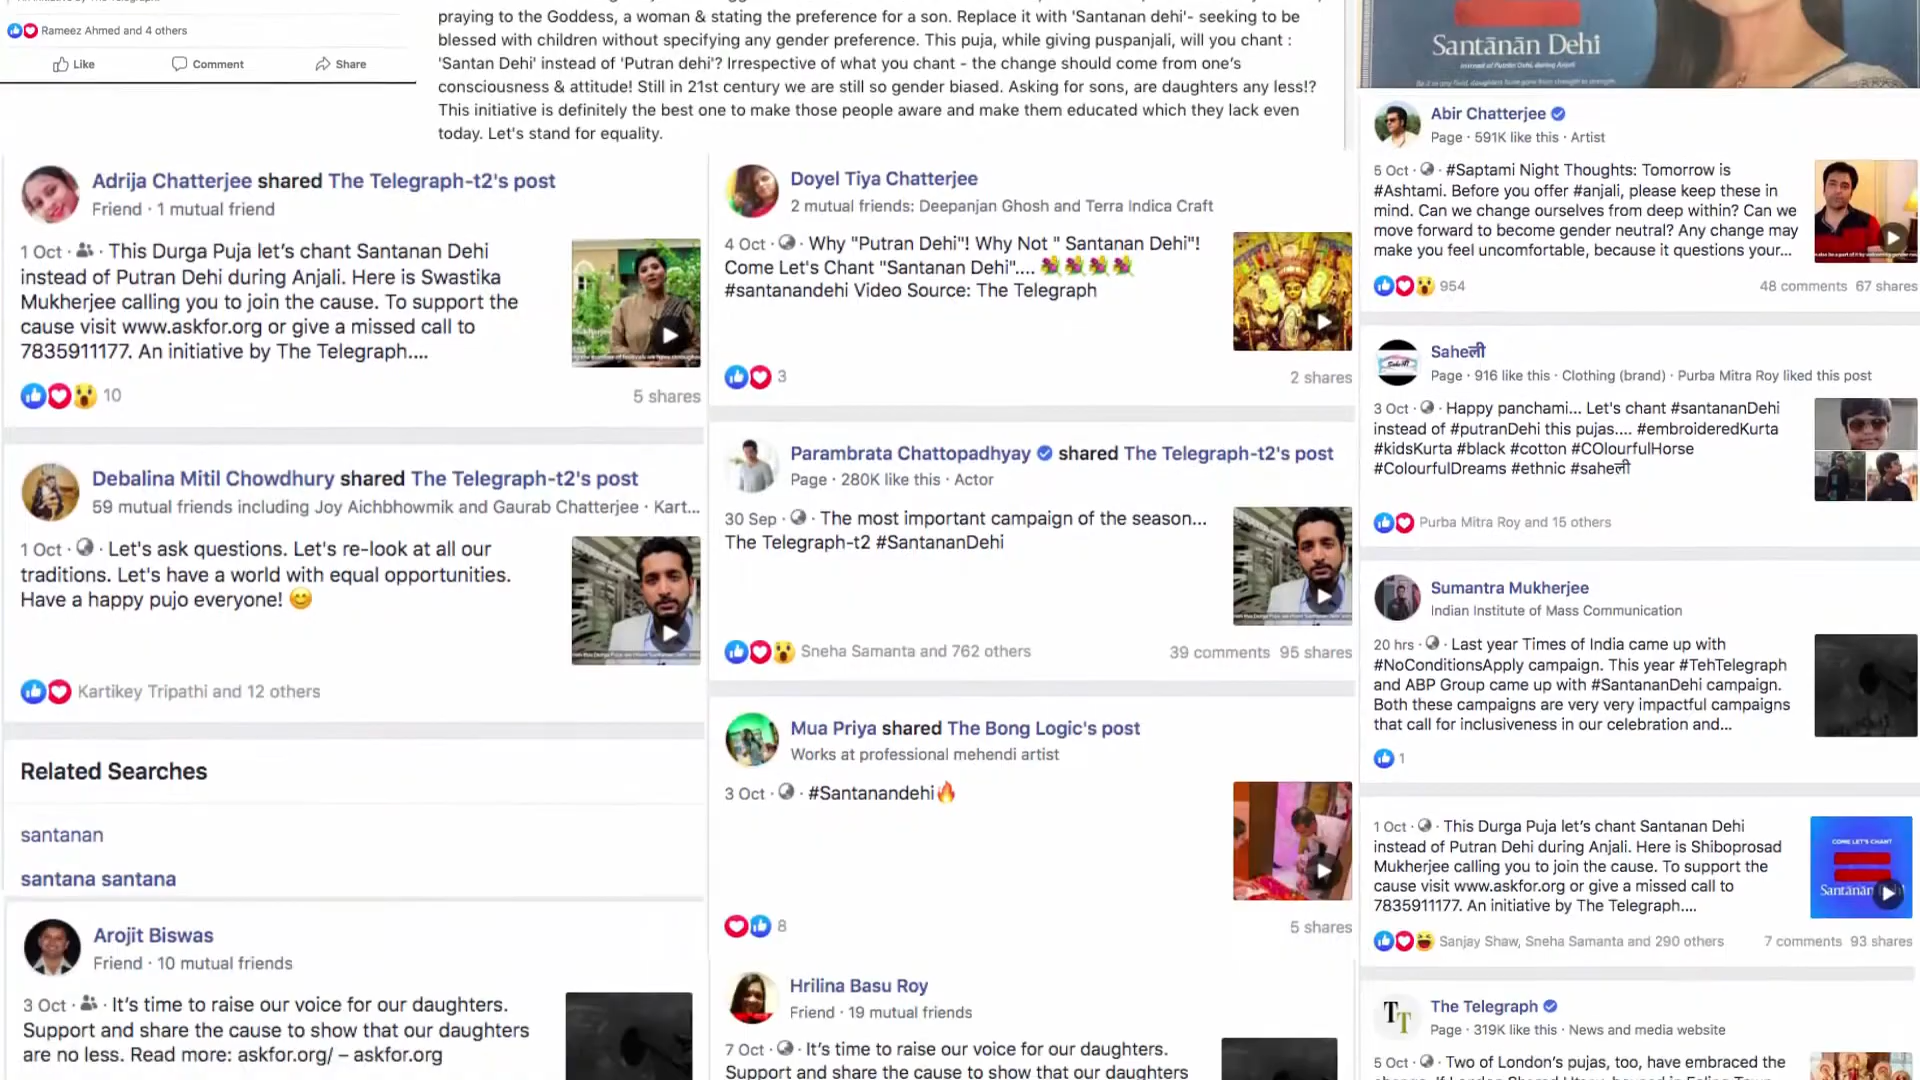 Rameez Ahmed and 4 others
Like
Comment
Share
praying to the Goddess, a woman & stating the preference for a son. Replace it with 'Santanan dehi'- seeking to be
blessed with children without specifying any gender preference. This puja, while giving puspanjali, will you chant :
'Santan Dehi' instead of 'Putran dehi'? Irrespective of what you chant - the change should come from one's
consciousness & attitude! Still in 21st century we are still so gender biased. Asking for sons, are daughters any less!?
This initiative is definitely the best one to make those people aware and make them educated which they lack even
today. Let's stand for equality.
Adrija Chatterjee shared The Telegraph-t2's post
Friend · 1 mutual friend
1 Oct · · This Durga Puja let's chant Santanan Dehi
instead of Putran Dehi during Anjali. Here is Swastika
Mukherjee calling you to join the cause. To support the
cause visit www.askfor.org or give a missed call to
7835911177. An initiative by The Telegraph....
10
5 shares
Debalina Mitil Chowdhury shared The Telegraph-t2's post
59 mutual friends including Joy Aichbhowmik and Gaurab Chatterjee · Kart...
1 Oct · · Let's ask questions. Let's re-look at all our
traditions. Let's have a world with equal opportunities.
Have a happy pujo everyone! 😊
Kartikey Tripathi and 12 others
Related Searches
santanan
santana santana
Arojit Biswas
Friend · 10 mutual friends
3 Oct · · It's time to raise our voice for our daughters.
Support and share the cause to show that our daughters
are no less. Read more: askfor.org/ – askfor.org
Doyel Tiya Chatterjee
2 mutual friends: Deepanjan Ghosh and Terra Indica Craft
4 Oct · · Why "Putran Dehi"! Why Not " Santanan Dehi"!
Come Let's Chant "Santanan Dehi".... 💐💐💐💐
#santanandehi Video Source: The Telegraph
3
2 shares
Parambrata Chattopadhyay shared The Telegraph-t2's post
Page · 280K like this · Actor
30 Sep · · The most important campaign of the season...
The Telegraph-t2 #SantananDehi
Sneha Samanta and 762 others
39 comments 95 shares
Mua Priya shared The Bong Logic's post
Works at professional mehendi artist
3 Oct · · #Santanandehi🔥
8
5 shares
Hrilina Basu Roy
Friend · 19 mutual friends
7 Oct · · It's time to raise our voice for our daughters.
Support and share the cause to show that our daughters
Santānān Dehi
instead of Putran Dehi, during Anjali
Abir Chatterjee
Page · 591K like this · Artist
5 Oct · · #Saptami Night Thoughts: Tomorrow is
#Ashtami. Before you offer #anjali, please keep these in
mind. Can we change ourselves from deep within? Can we
move forward to become gender neutral? Any change may
make you feel uncomfortable, because it questions your...
954
48 comments 67 shares
Saheली
Page · 916 like this · Clothing (brand) · Purba Mitra Roy liked this post
3 Oct · · Happy panchami... Let's chant #santananDehi
instead of #putranDehi this pujas.... #embroideredKurta
#kidsKurta #black #cotton #COlourfulHorse
#ColourfulDreams #ethnic #saheली
Purba Mitra Roy and 15 others
Sumantra Mukherjee
Indian Institute of Mass Communication
20 hrs · · Last year Times of India came up with
#NoConditionsApply campaign. This year #TehTelegraph
and ABP Group came up with #SantananDehi campaign.
Both these campaigns are very very impactful campaigns
that call for inclusiveness in our celebration and...
1
1 Oct · · This Durga Puja let's chant Santanan Dehi
instead of Putran Dehi during Anjali. Here is Shiboprosad
Mukherjee calling you to join the cause. To support the
cause visit www.askfor.org or give a missed call to
7835911177. An initiative by The Telegraph....
COME LET'S CHANT
Sanjay Shaw, Sneha Samanta and 290 others
7 comments 93 shares
TT
The Telegraph
Page · 319K like this · News and media website
5 Oct · · Two of London's pujas, too, have embraced the